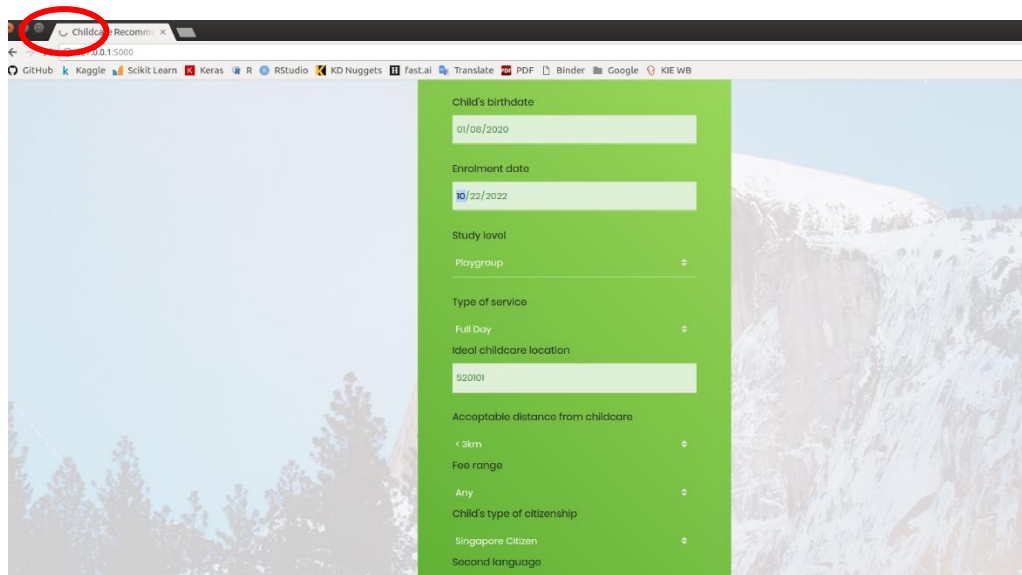 Childcare Recomm
127.0.0.1:5000
GitHub Kaggle Scikit Learn Keras R RStudio KD Nuggets fast.ai Translate PDF Binder Google KIE WB
Child's birthdate
01/08/2020
Enrolment date
10/22/2022
Study level
Playgroup
Type of service
Full Day
Ideal childcare location
520101
Acceptable distance from childcare
< 3km
Fee range
Any
Child's type of citizenship
Singapore Citizen
Second language